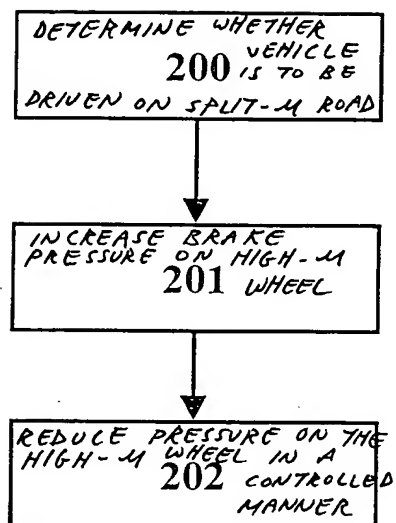 DETERMINE WHETHER
VEHICLE
200 IS TO BE
DRIVEN ON SPLIT-M ROAD
INCREASE BRAKE
PRESSURE ON HIGH-M
201 WHEEL
REDUCE PRESSURE ON THE
HIGH-M WHEEL IN A
202 CONTROLLED
MANNER